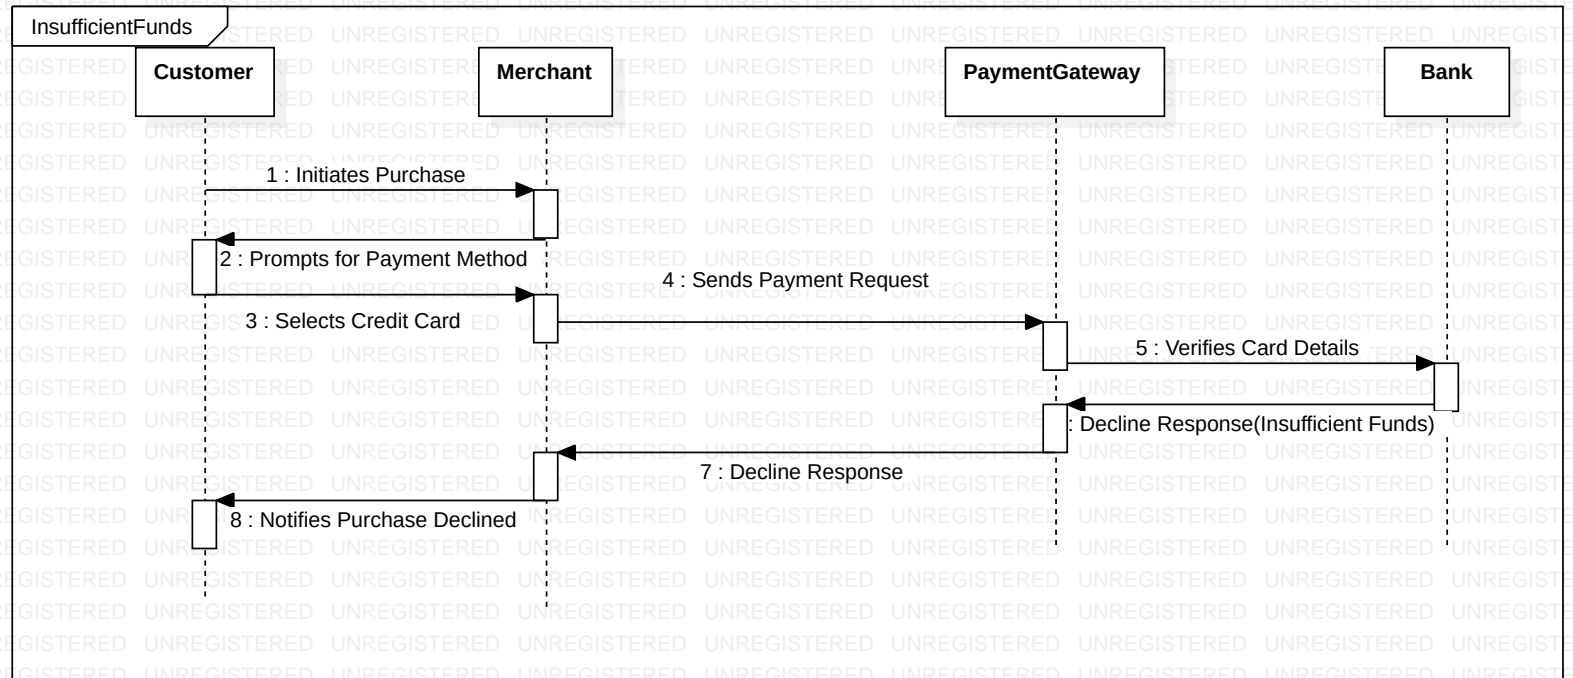 InsufficientFunds
Customer
Merchant
PaymentGateway
Bank
1 : Initiates Purchase
2 : Prompts for Payment Method
4 : Sends Payment Request
3 : Selects Credit Card
5 : Verifies Card Details
: Decline Response(Insufficient Funds)
7 : Decline Response
8 : Notifies Purchase Declined
UNREGISTERED